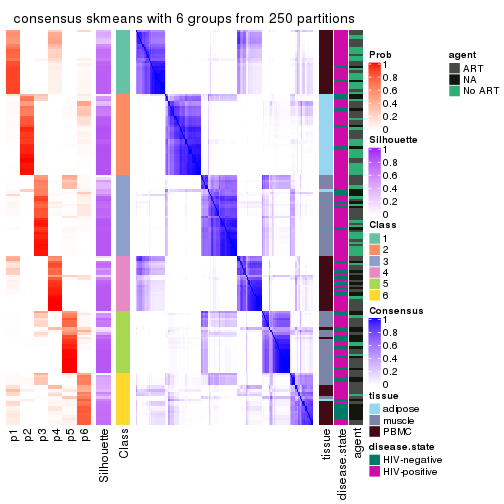 consensus skmeans with 6 groups from 250 partitions
Prob
1
0.8
0.6
0.4
0.2
0
agent
ART
NA
No ART
Silhouette
1
0.8
0.6
0.4
0.2
0
Class
1
2
3
4
5
6
Consensus
1
0.8
0.6
0.4
0.2
0
tissue
adipose
muscle
PBMC
disease.state
HIV-negative
HIV-positive
p1
p2
p3
p4
p5
p6
Silhouette
Class
tissue
disease.state
agent